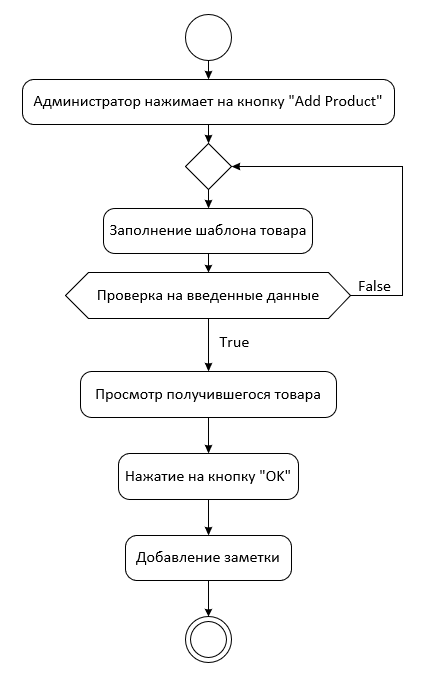 Администратор нажимает на кнопку "Add Product"
Заполнение шаблона товара
Проверка на введенные данные
False
True
Просмотр получившегося товара
Нажатие на кнопку "OK"
Добавление заметки